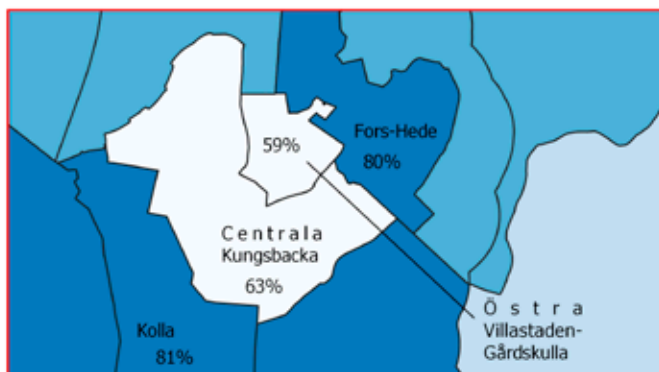 Fors-Hede
59%
80%
Centrala
Kungsbacka
63%
Östra
Villastaden-
Gårdskulla
Kolla
81%